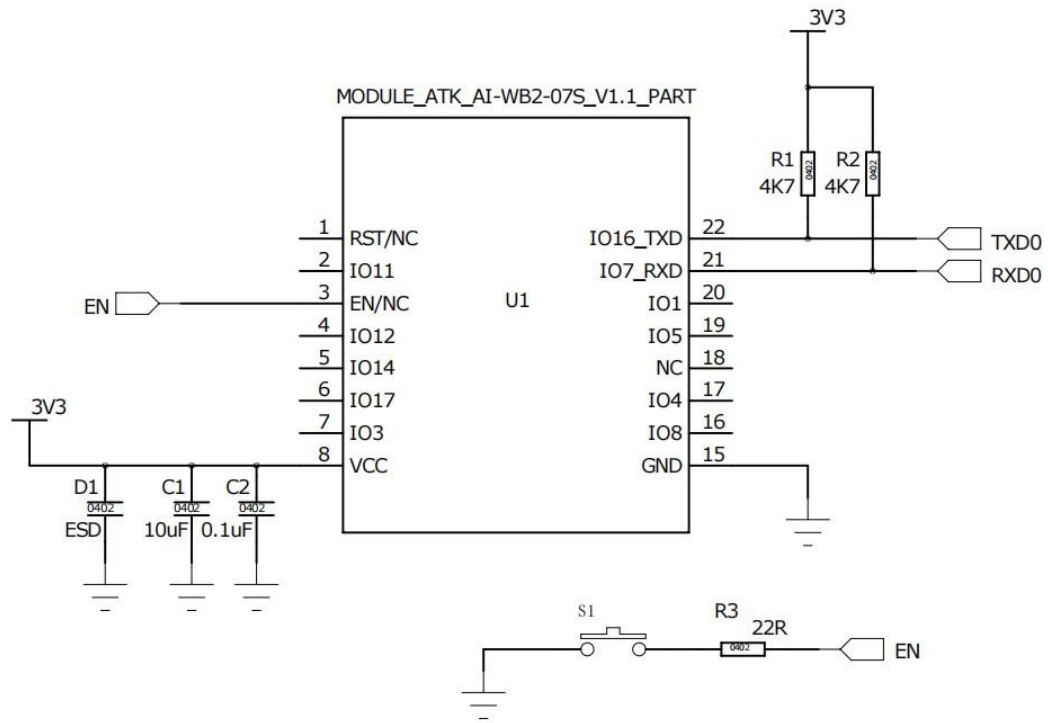 3V3
MODULE_ATK_AI-WB2-07S_V1.1_PART
R1 R2
4K7 4K7
0402 0402
1 RST/NC IO16_TXD 22 TXD0
2 IO11 IO7_RXD 21 RXD0
EN 3 EN/NC U1 IO1 20
4 IO12 IO5 19
5 IO14 NC 18
6 IO17 IO4 17
3V3
7 IO3 IO8 16
8 VCC GND 15
D1 C1 C2
0402 0402 0402
ESD 10uF 0.1uF
S1 R3
22R
0402 EN